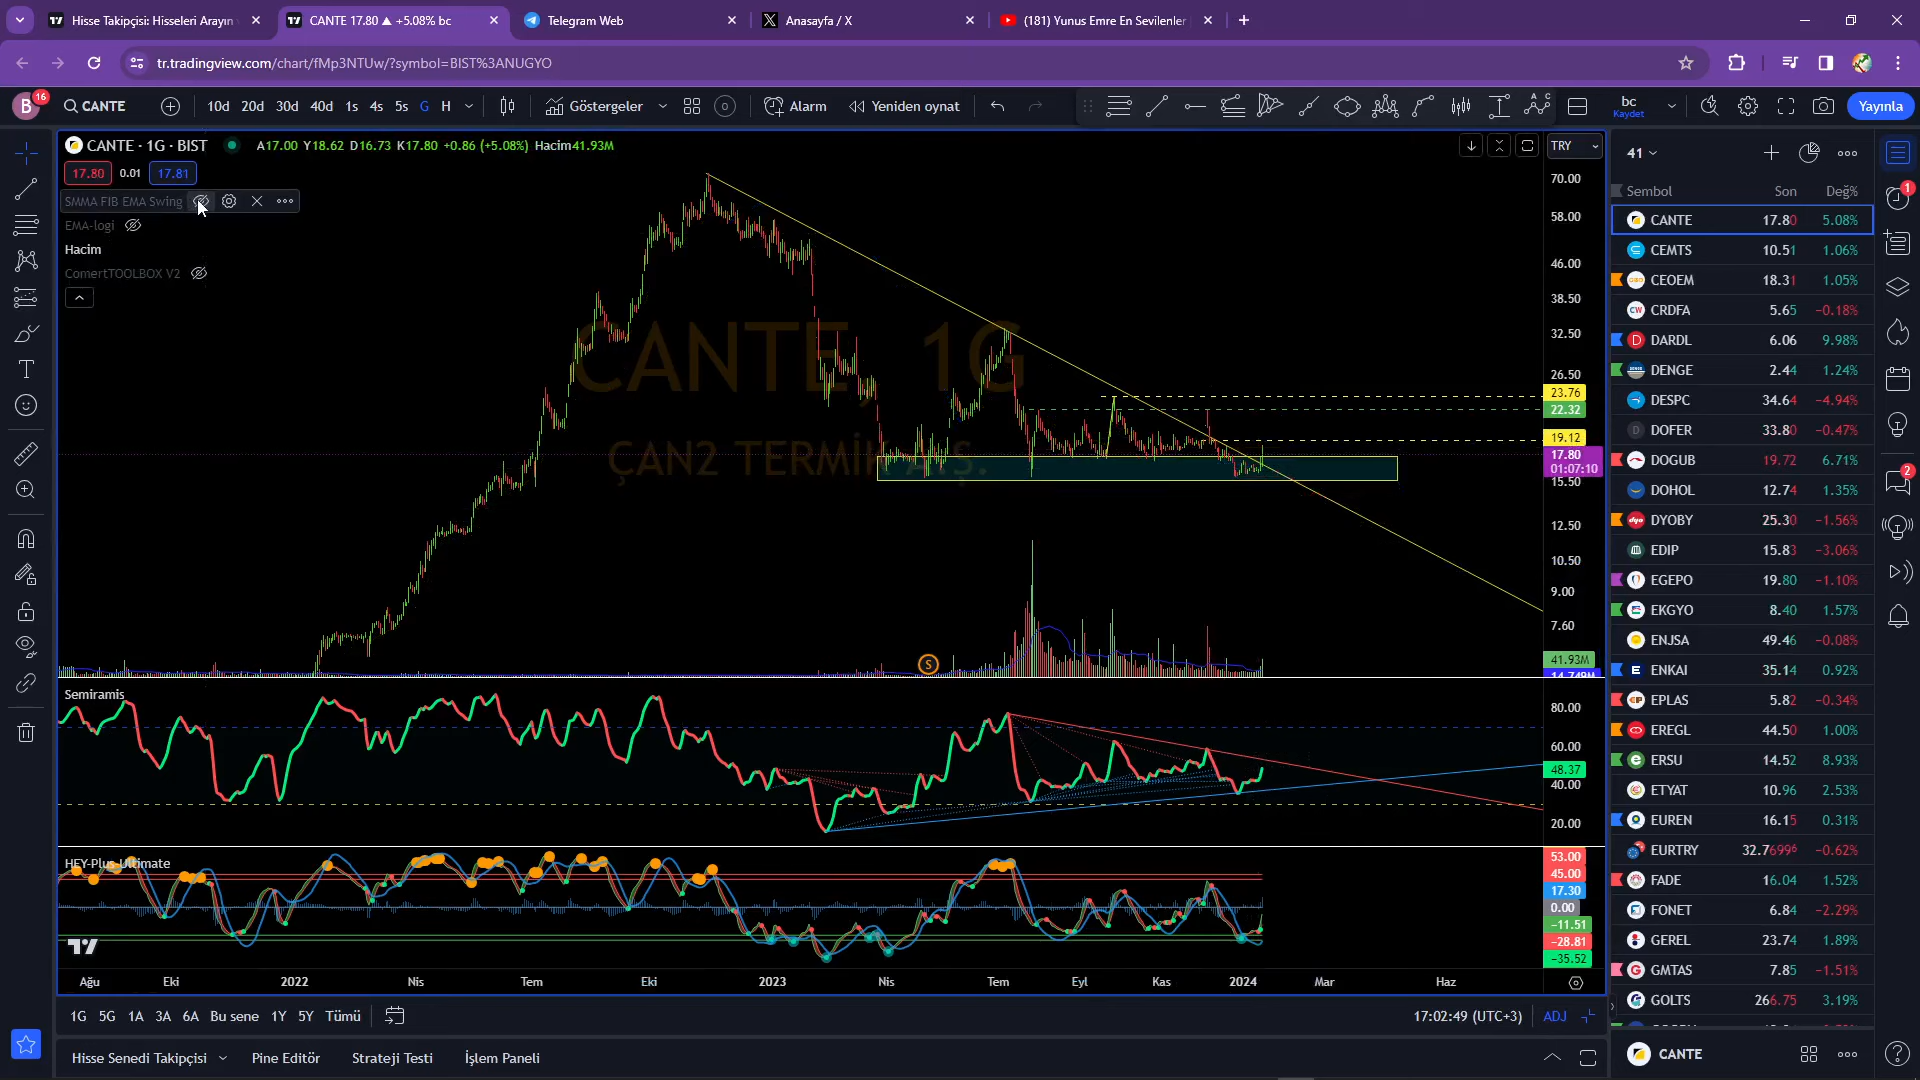 Hisse Takipçisi: Hisseleri Arayın
CANTE 17.80 ▲ +5.08% bc
Telegram Web
Anasayfa / X
(181) Yunus Emre En Sevilenler
tr.tradingview.com/chart/fMp3NTUw/?symbol=BIST%3ANUGYO
B 16
CANTE
10d 20d 30d 40d 1s 4s 5s G H
Göstergeler
Alarm
Yeniden oynat
bc
Kaydet
Yayınla
CANTE · 1G · BIST
A17.00 Y18.62 D16.73 K17.80 +0.86 (+5.08%) Hacim41.93M
17.80 0.01 17.81
SMMA FIB EMA Swing
EMA-logi
Hacim
ComertTOOLBOX V2
CANTE, 1G
ÇAN2 TERMİK A.Ş.
TRY
70.00
58.00
46.00
38.50
32.50
26.50
23.76
22.32
19.12
17.80
01:07:10
15.50
12.50
10.50
9.00
7.60
41.93M
14.749M
S
Semiramis
80.00
60.00
48.37
40.00
20.00
HFY-Plus Ultimate
53.00
45.00
17.30
0.00
−11.51
−28.81
−35.52
Ağu Eki 2022 Nis Tem Eki 2023 Nis Tem Eyl Kas 2024 Mar Haz
1G 5G 1A 3A 6A Bu sene 1Y 5Y Tümü
17:02:49 (UTC+3) ADJ
Hisse Senedi Takipçisi Pine Editör Strateji Testi İşlem Paneli
41
Sembol Son Değ%
CANTE 17.80 5.08%
CEMTS 10.51 1.06%
CEOEM 18.31 1.05%
CRDFA 5.65 −0.18%
DARDL 6.06 9.98%
DENGE 2.44 1.24%
DESPC 34.64 −4.94%
DOFER 33.80 −0.47%
DOGUB 19.72 6.71%
DOHOL 12.74 1.35%
DYOBY 25.30 −1.56%
EDIP 15.83 −3.06%
EGEPO 19.80 −1.10%
EKGYO 8.40 1.57%
ENJSA 49.46 −0.08%
ENKAI 35.14 0.92%
EPLAS 5.82 −0.34%
EREGL 44.50 1.00%
ERSU 14.52 8.93%
ETYAT 10.96 2.53%
EUREN 16.15 0.31%
EURTRY 32.7699⁶ −0.62%
FADE 16.04 1.52%
FONET 6.84 −2.29%
GEREL 23.74 1.89%
GMTAS 7.85 −1.51%
GOLTS 266.75 3.19%
CANTE
1
2